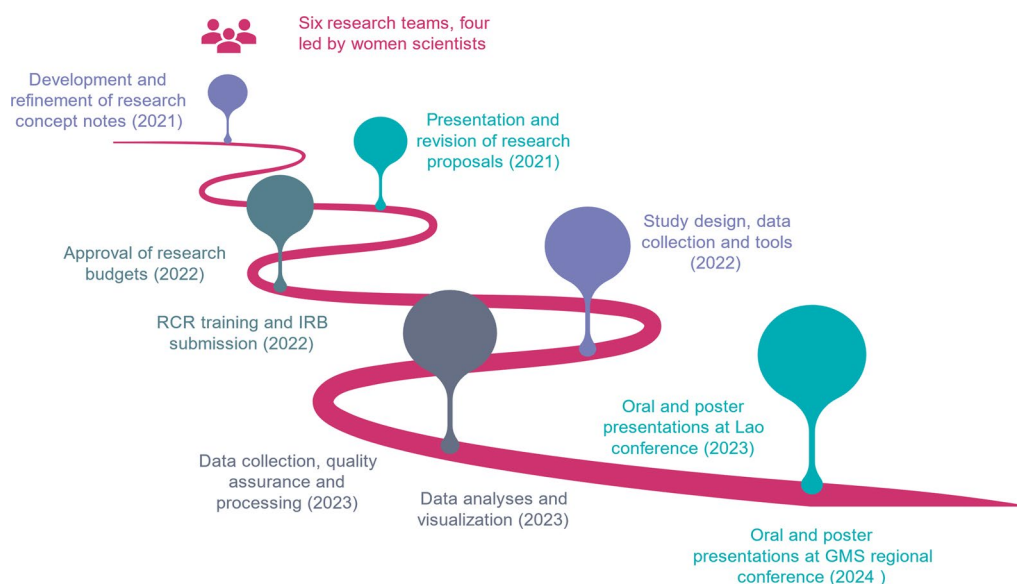 Six research teams, four
led by women scientists
Development and
refinement of research
concept notes (2021)
Presentation and
revision of research
proposals (2021)
Approval of research
budgets (2022)
RCR training and IRB
submission (2022)
Study design, data
collection and tools
(2022)
Data collection, quality
assurance and
processing (2023)
Data analyses and
visualization (2023)
Oral and poster
presentations at Lao
conference (2023)
Oral and poster
presentations at GMS regional
conference (2024 )